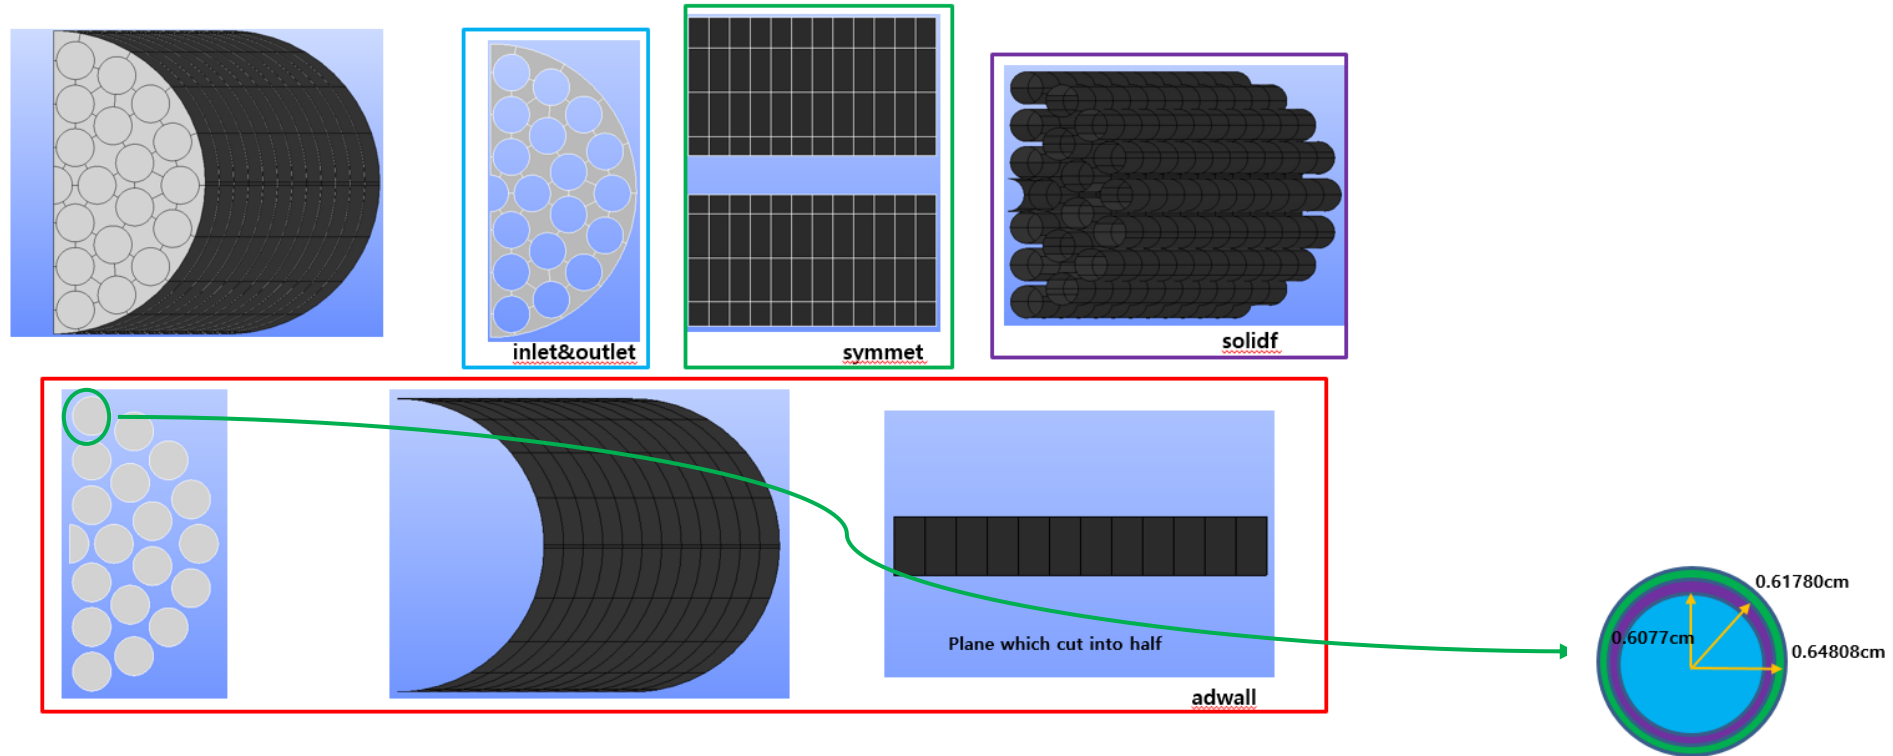 inlet&outlet
symmet
solidf
Plane which cut into half
adwall
0.61780cm
0.6077cm
0.64808cm